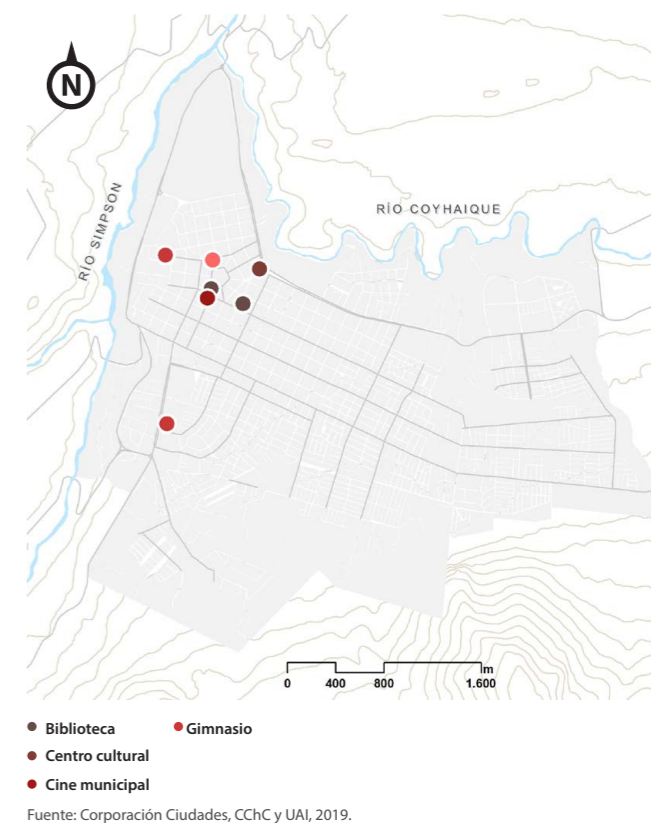 N
RÍO SIMPSON
RÍO COYHAIQUE
m
0 400 800 1.600
Biblioteca Gimnasio
Centro cultural
Cine municipal
Fuente: Corporación Ciudades, CChC y UAI, 2019.